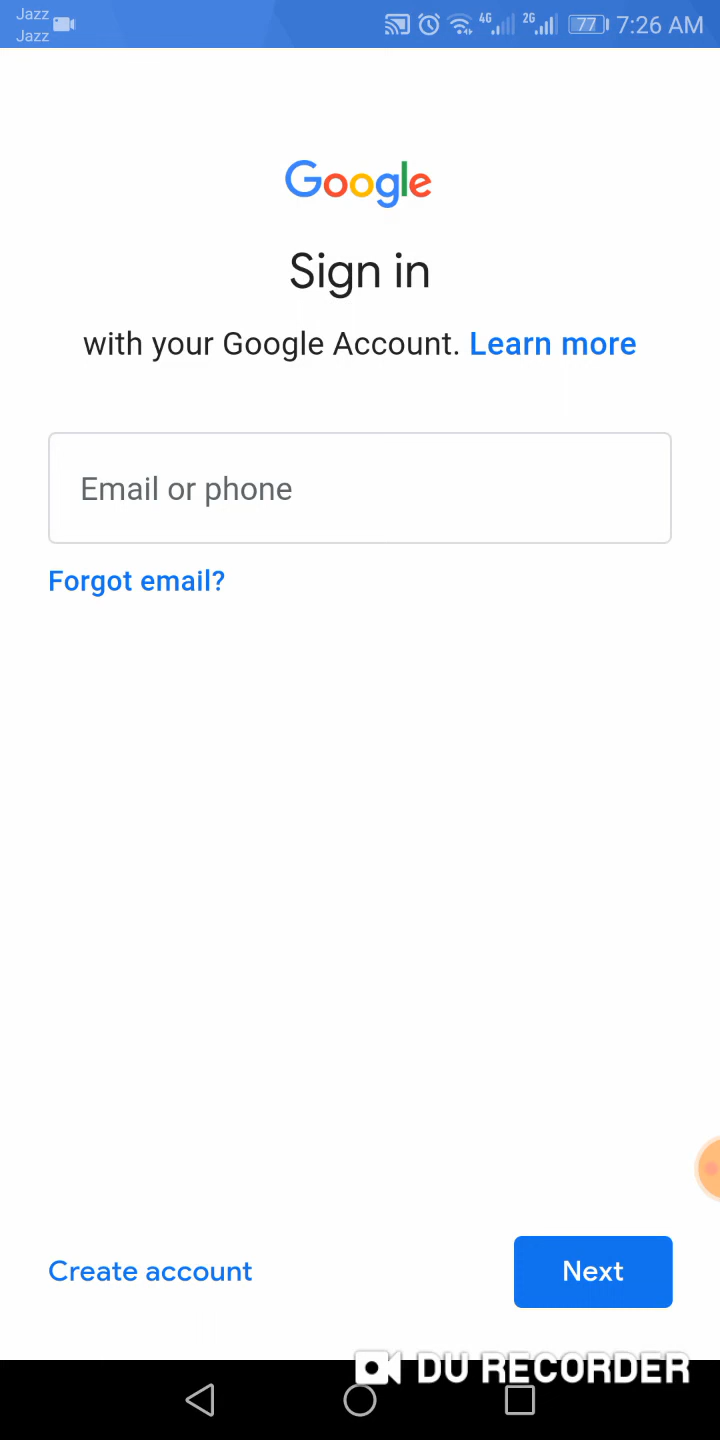 Jazz
Jazz
4G 2G 77 7:26 AM
Google
Sign in
with your Google Account. Learn more
Email or phone
Forgot email?
Create account
Next
DU RECORDER